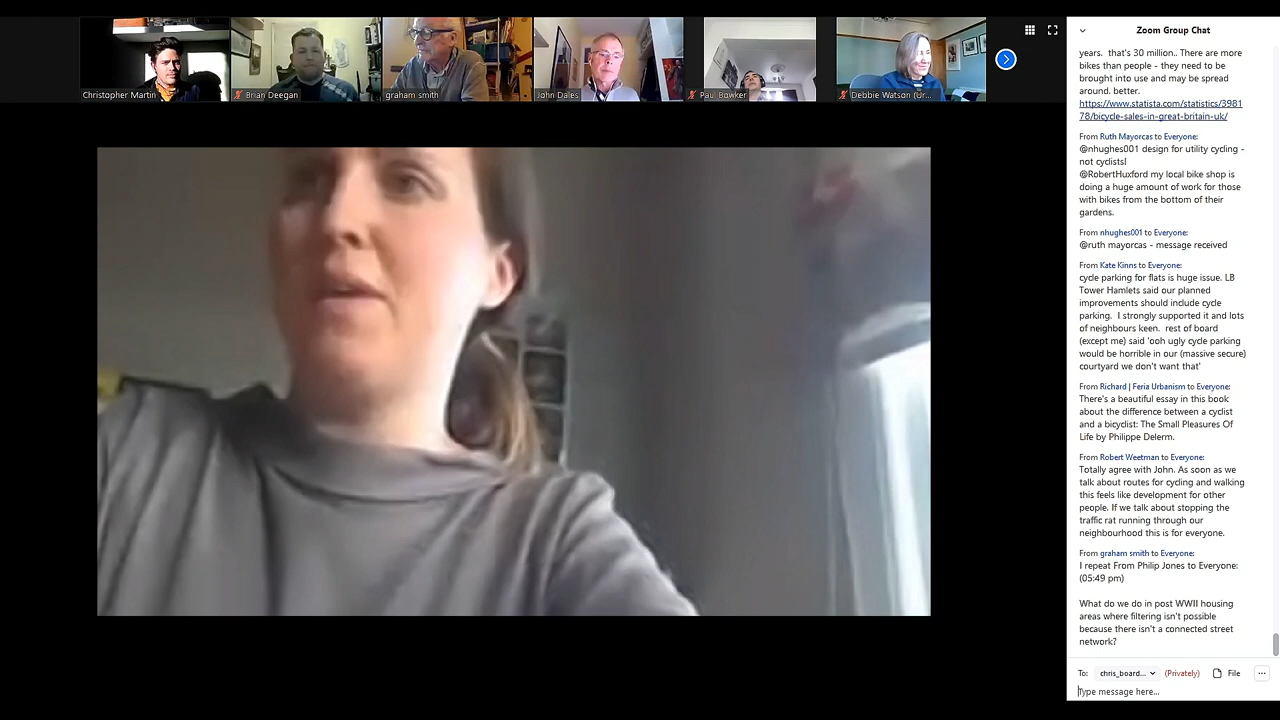 Christopher Martin
Brian Deegan
graham smith
John Dales
Paul Bowker
Debbie Watson (Ur...
Zoom Group Chat
years.  that's 30 million.. There are more
bikes than people - they need to be
brought into use and may be spread
around. better.
https://www.statista.com/statistics/3981
78/bicycle-sales-in-great-britain-uk/
From Ruth Mayorcas to Everyone:
@nhughes001 design for utility cycling -
not cyclists!
@RobertHuxford my local bike shop is
doing a huge amount of work for those
with bikes from the bottom of their
gardens.
From nhughes001 to Everyone:
@ruth mayorcas - message received
From Kate Kinns to Everyone:
cycle parking for flats is huge issue. LB
Tower Hamlets said our planned
improvements should include cycle
parking.  I strongly supported it and lots
of neighbours keen.  rest of board
(except me) said 'ooh ugly cycle parking
would be horrible in our (massive secure)
courtyard we don't want that'
From Richard | Feria Urbanism to Everyone:
There's a beautiful essay in this book
about the difference between a cyclist
and a bicyclist: The Small Pleasures Of
Life by Philippe Delerm.
From Robert Weetman to Everyone:
Totally agree with John. As soon as we
talk about routes for cycling and walking
this feels like development for other
people. If we talk about stopping the
traffic rat running through our
neighbourhood this is for everyone.
From graham smith to Everyone:
I repeat From Philip Jones to Everyone:
(05:49 pm)
What do we do in post WWII housing
areas where filtering isn't possible
because there isn't a connected street
network?
To: chris_board... (Privately) File ...
Type message here...